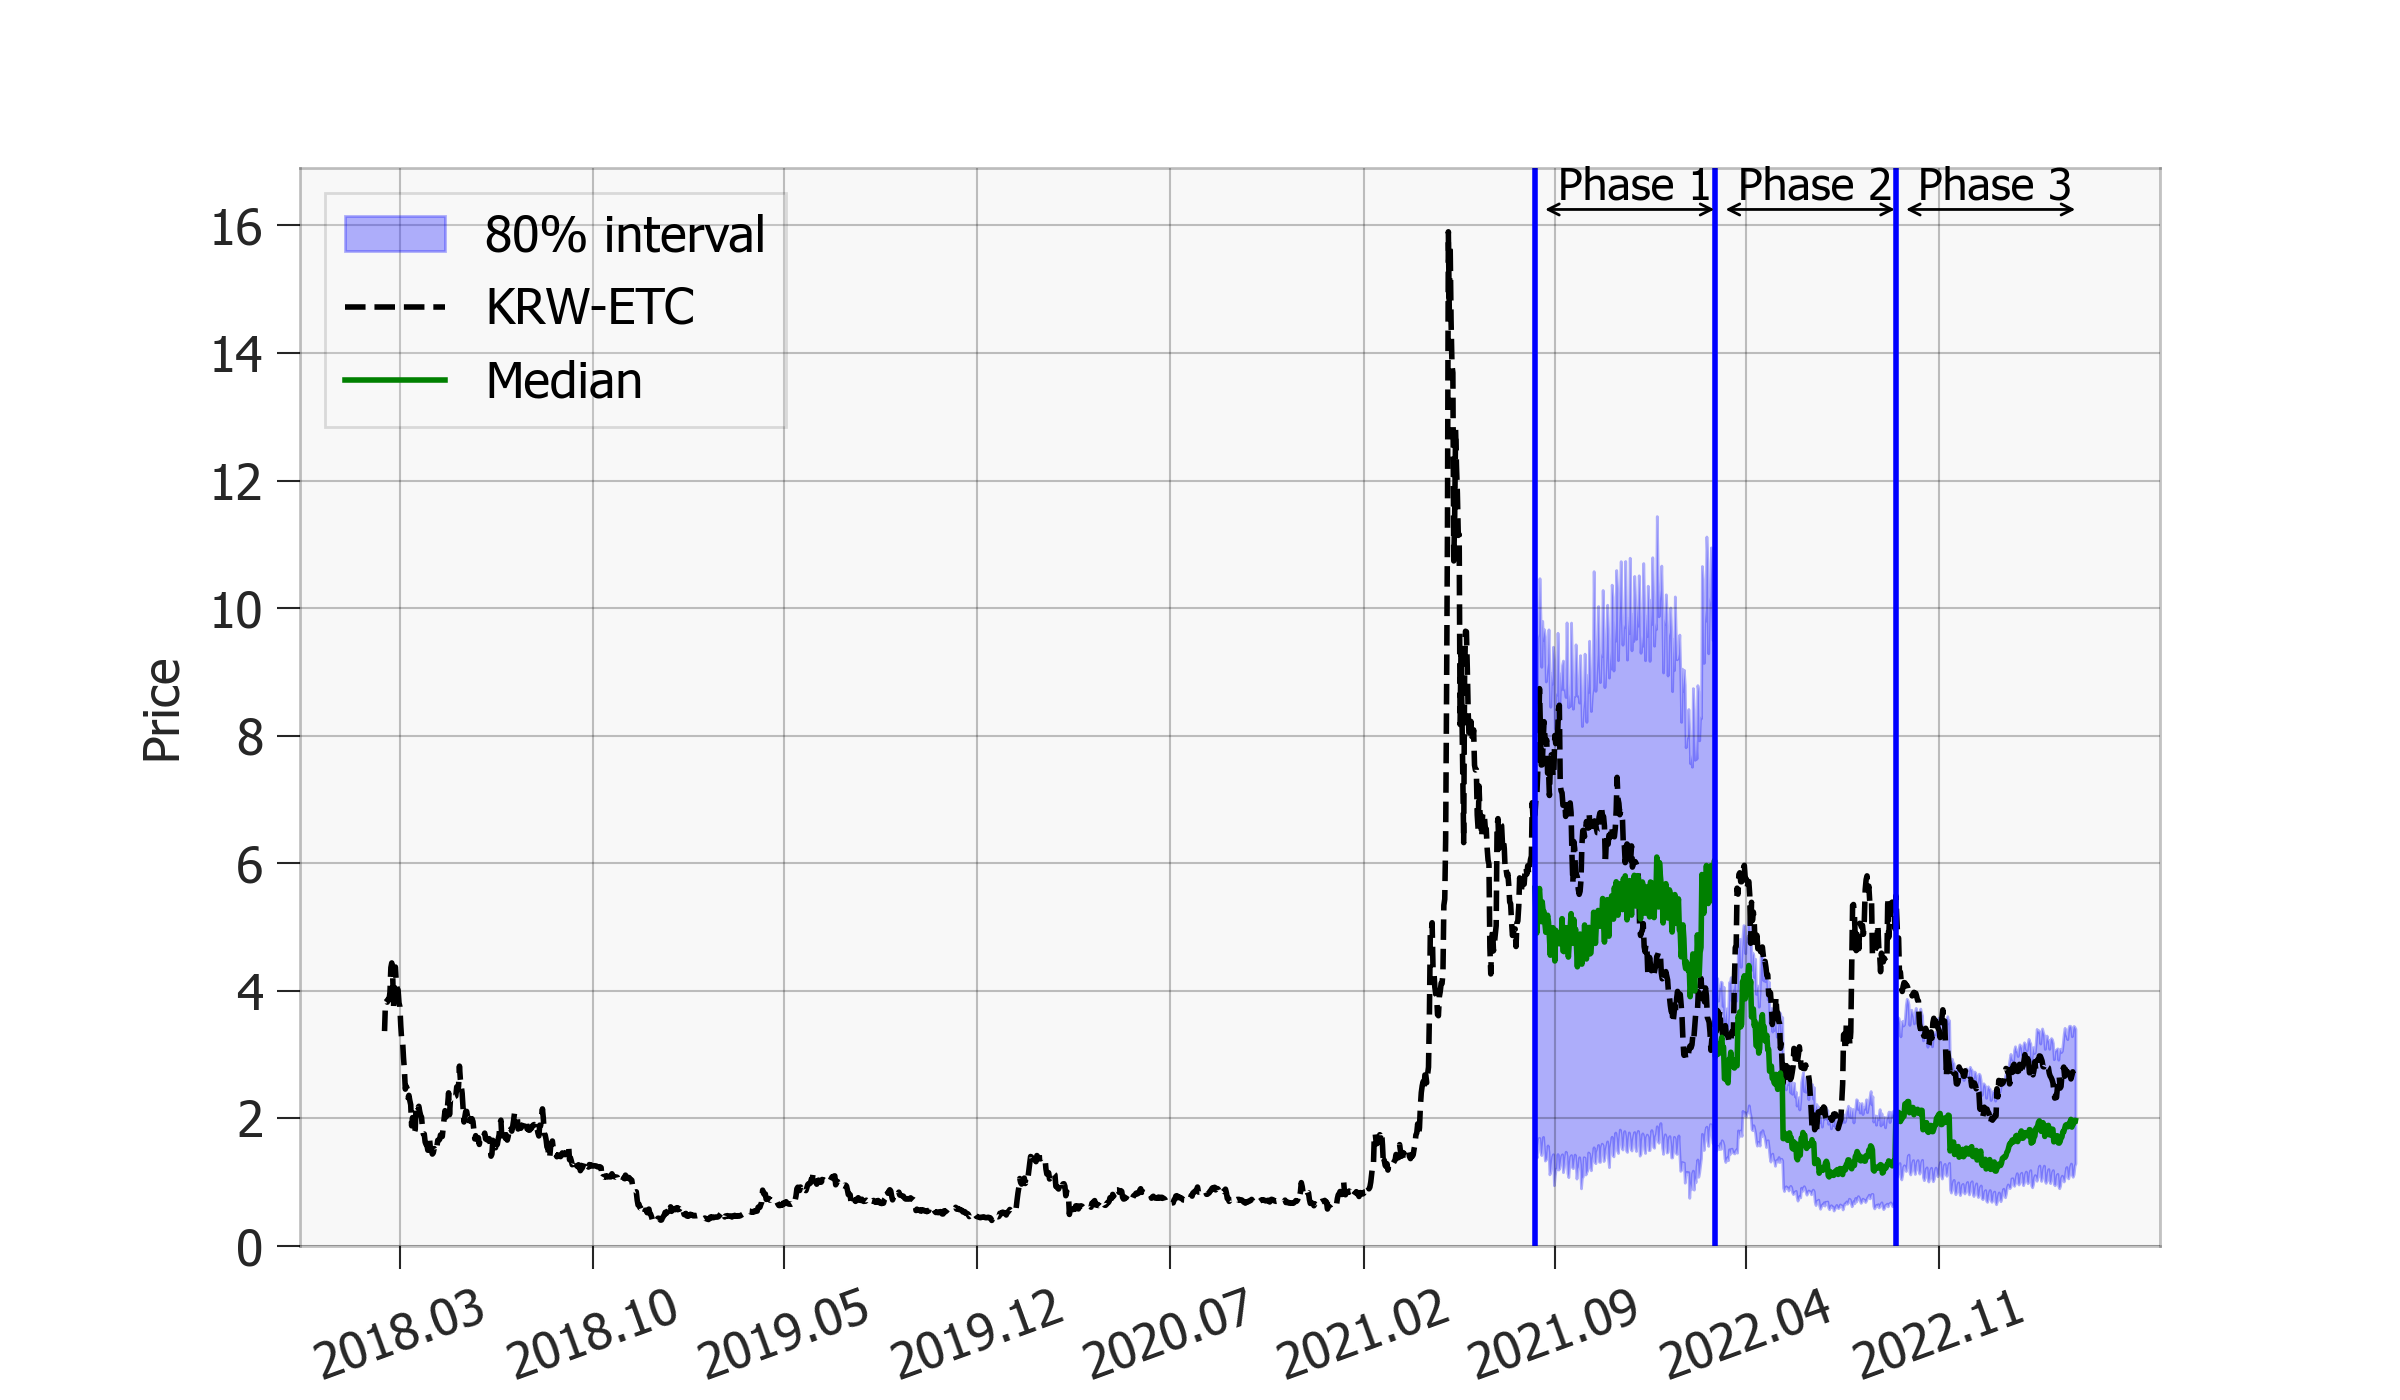 Phase 1
Phase 2
Phase 3
80% interval
KRW-ETC
Median
Price
16
14
12
10
8
6
4
2
0
2018.03
2018.10
2019.05
2019.12
2020.07
2021.02
2021.09
2022.04
2022.11